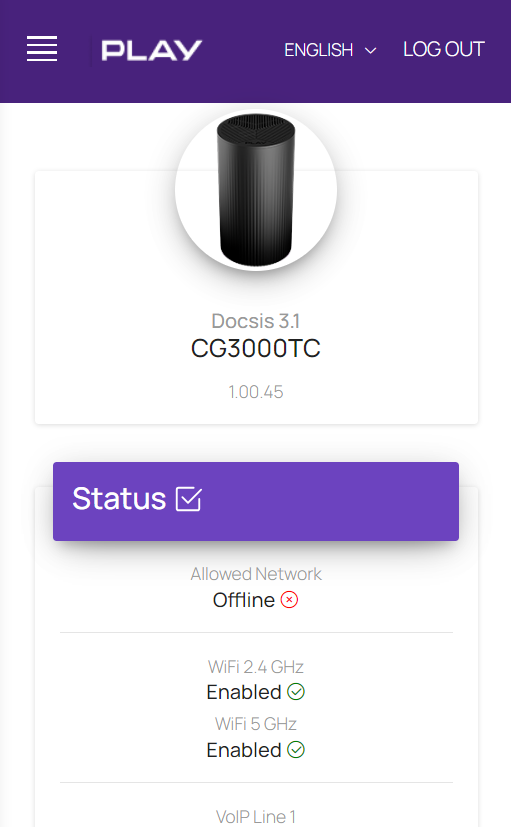 PLAY
ENGLISH
LOG OUT
Docsis 3.1
CG3000TC
1.00.45
Status
Allowed Network
Offline
WiFi 2.4 GHz
Enabled
WiFi 5 GHz
Enabled
VoIP Line 1